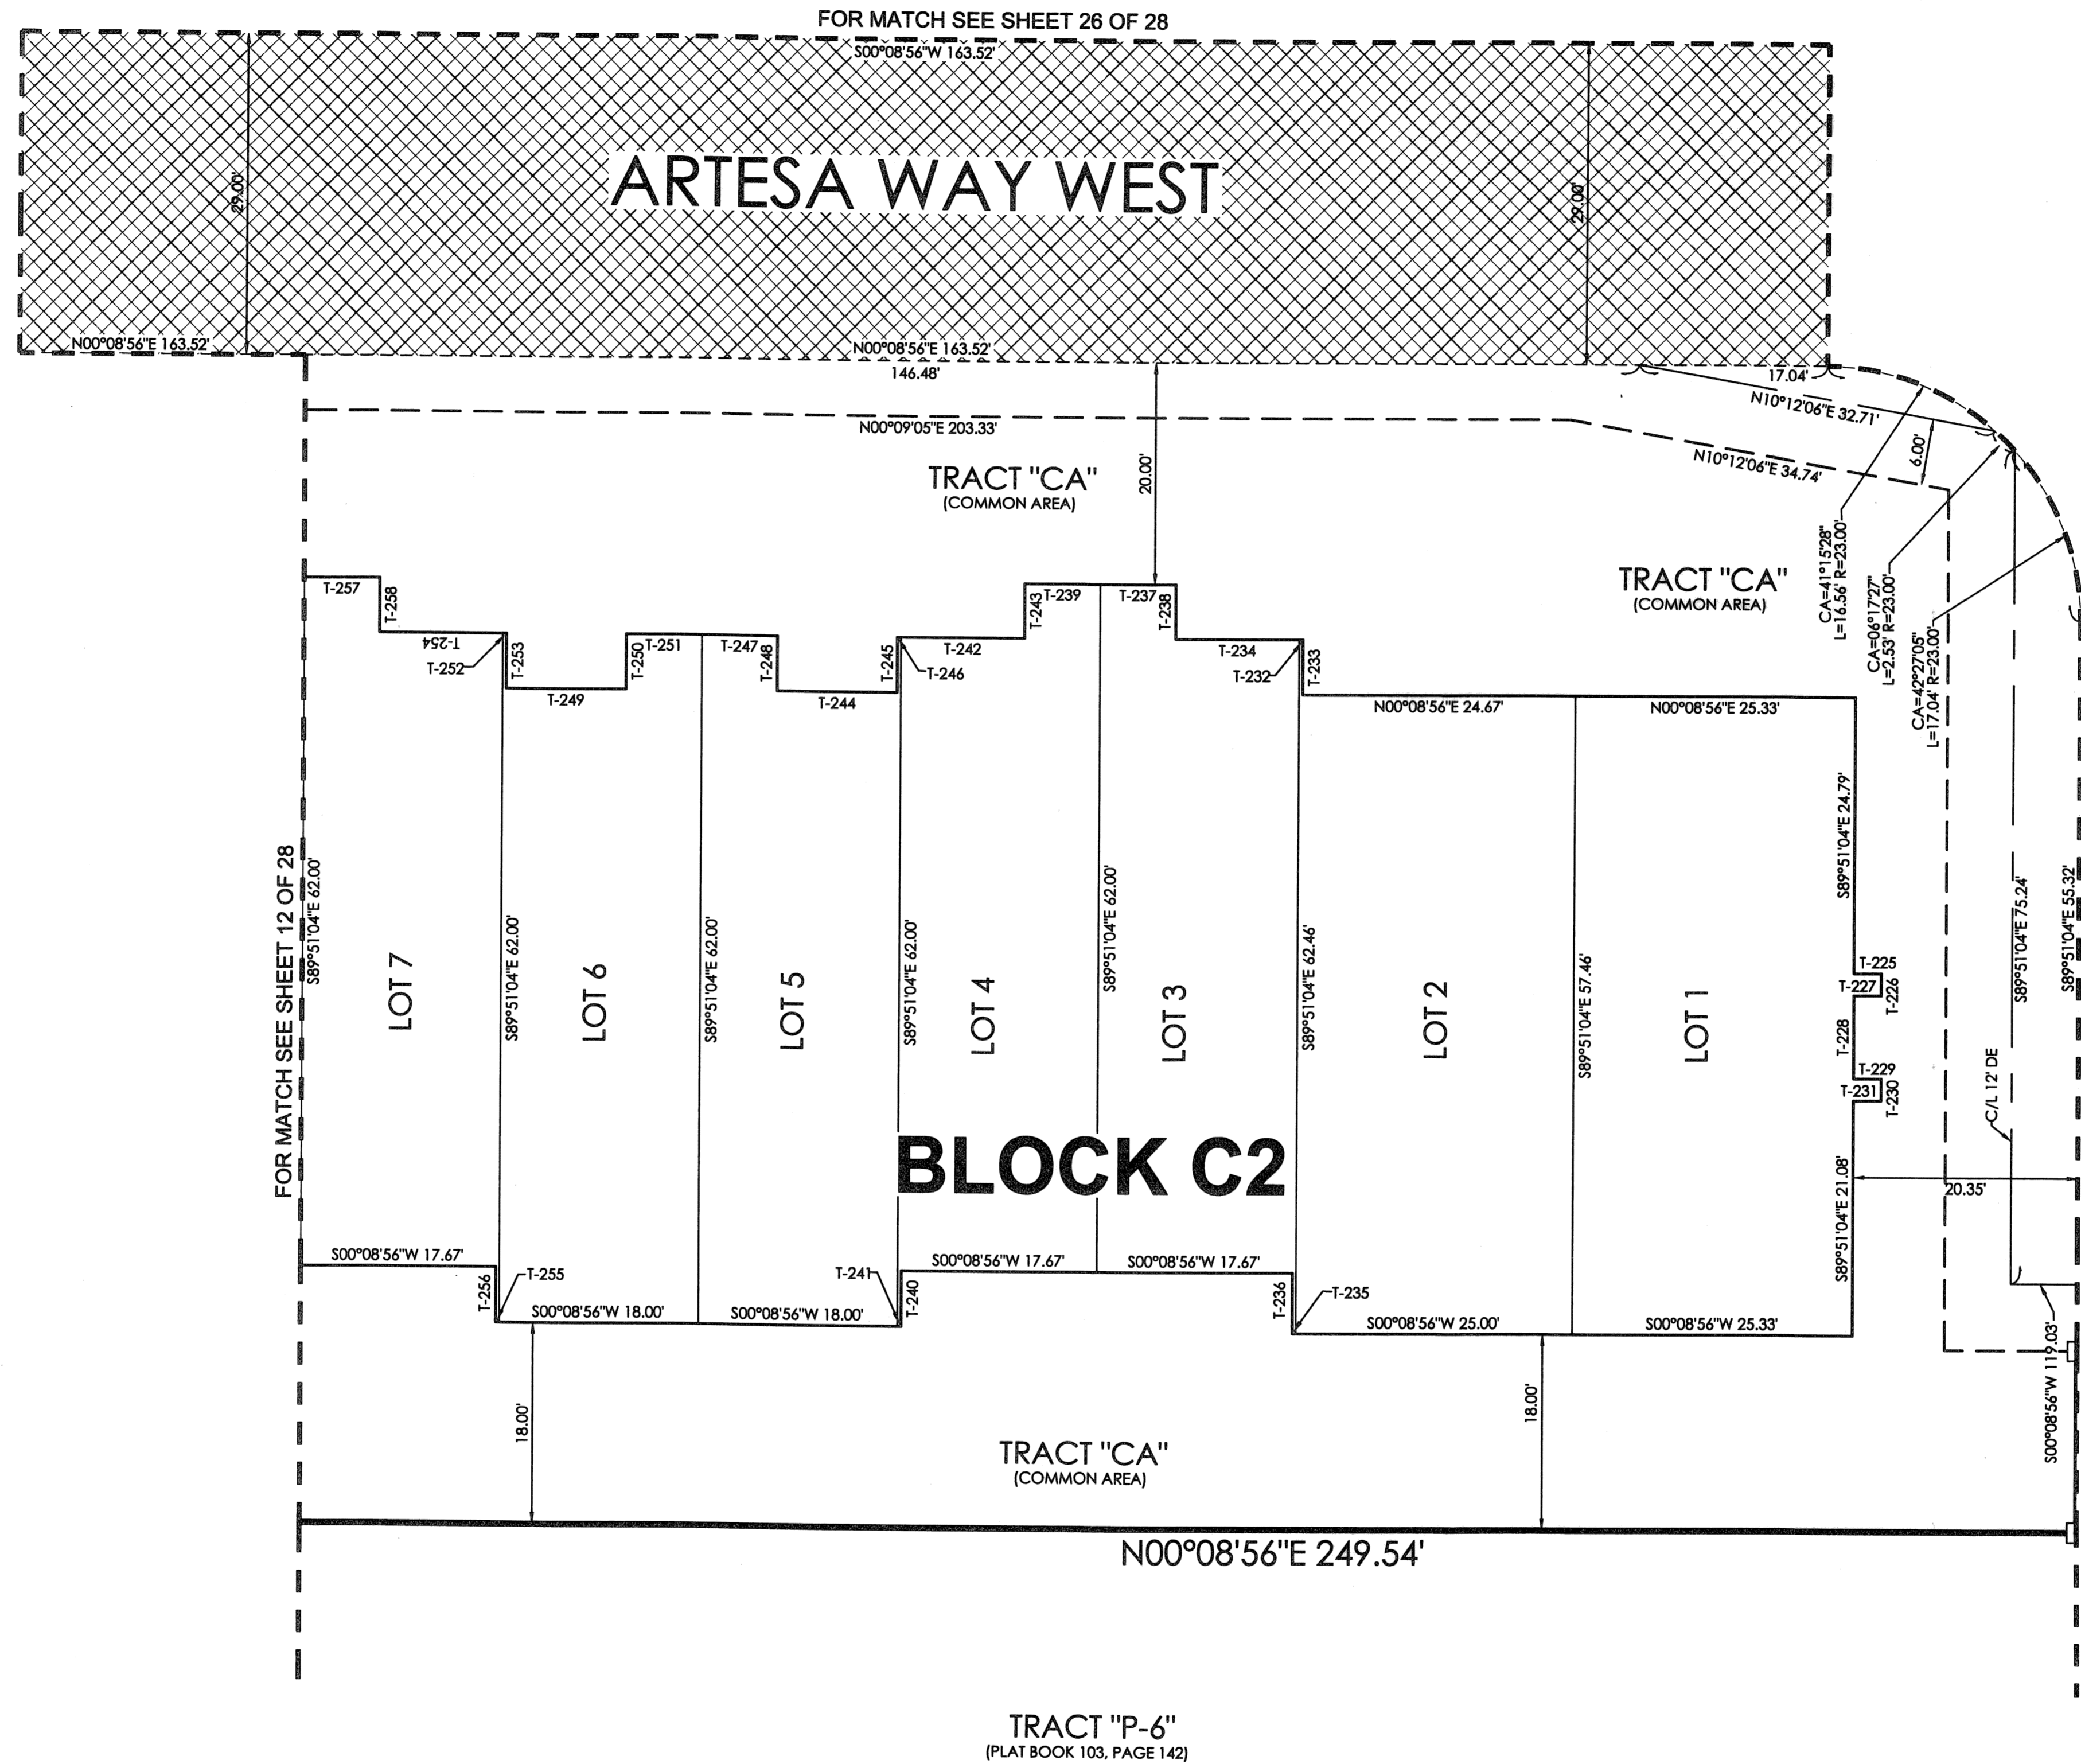 FOR MATCH SEE SHEET 26 OF 28
S00°08'56"W 163.52'
ARTESA WAY WEST
29.00'
29.00'
N00°08'56"E 163.52'
N00°08'56"E 163.52'
146.48'
17.04'
N10°12'06"E 32.71'
N00°09'05"E 203.33'
N10°12'06"E 34.74'
6.00'
TRACT "CA"
(COMMON AREA)
20.00'
TRACT "CA"
(COMMON AREA)
CA=41°15'28"
L=16.56' R=23.00'
CA=06°17'27"
L=2.53' R=23.00'
CA=42°27'05"
L=17.04' R=23.00'
T-257
T-258
T-254
T-252
T-253
T-249
T-250
T-251
T-247
T-248
T-244
T-245
T-246
T-242
T-243
T-239
T-237
T-238
T-234
T-232
T-233
N00°08'56"E 24.67'
N00°08'56"E 25.33'
S89°51'04"E 24.79'
T-225
T-227
T-226
T-228
T-229
T-231
T-230
S89°51'04"E 21.08'
FOR MATCH SEE SHEET 12 OF 28
S89°51'04"E 62.00'
LOT 7
S89°51'04"E 62.00'
LOT 6
S89°51'04"E 62.00'
LOT 5
S89°51'04"E 62.00'
LOT 4
S89°51'04"E 62.00'
LOT 3
S89°51'04"E 62.46'
LOT 2
S89°51'04"E 57.46'
LOT 1
S89°51'04"E 75.24'
S89°51'04"E 55.32'
C/L 12' DE
BLOCK C2
20.35'
S00°08'56"W 17.67'
T-256
T-255
S00°08'56"W 18.00'
S00°08'56"W 18.00'
T-241
T-240
S00°08'56"W 17.67'
S00°08'56"W 17.67'
T-236
T-235
S00°08'56"W 25.00'
S00°08'56"W 25.33'
S00°08'56"W 119.03'
18.00'
18.00'
TRACT "CA"
(COMMON AREA)
N00°08'56"E 249.54'
TRACT "P-6"
(PLAT BOOK 103, PAGE 142)